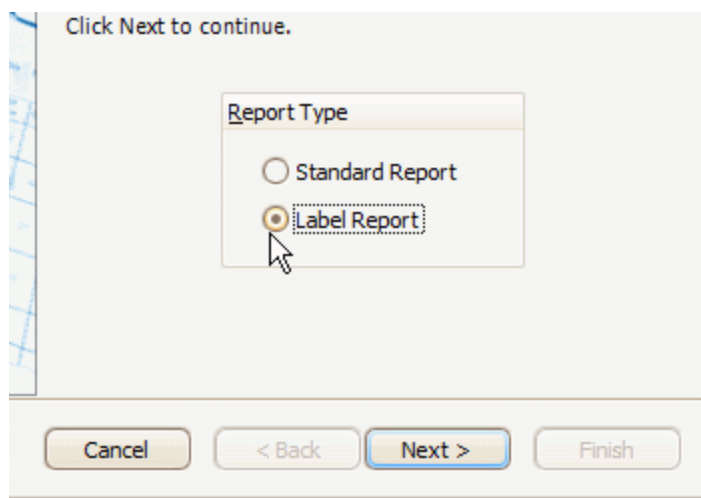 Click Next to continue.
Report Type
Standard Report
Label Report
Cancel
< Back
Next >
Finish